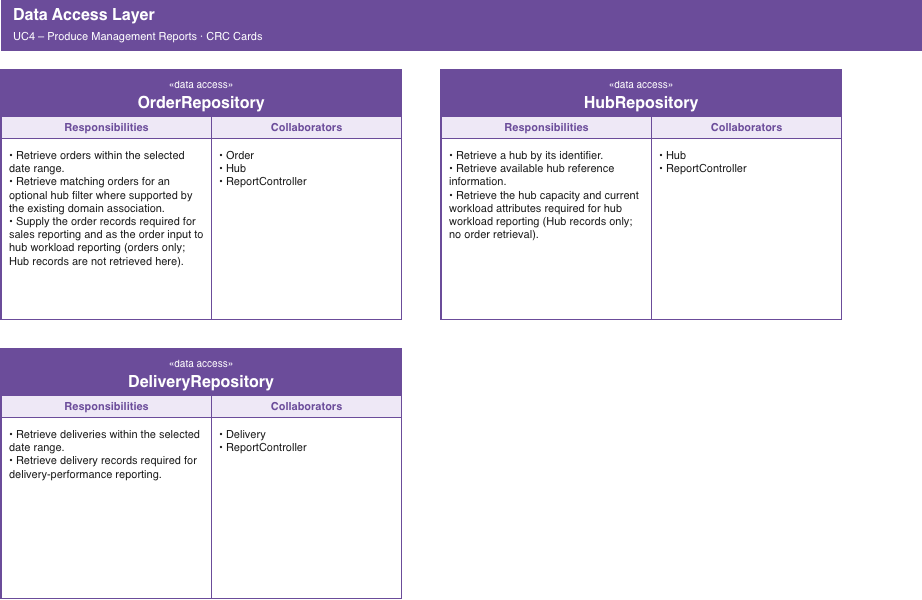 Data Access Layer
UC4 – Produce Management Reports · CRC Cards
«data access»
OrderRepository
Responsibilities
Collaborators
• Retrieve orders within the selected
date range.
• Retrieve matching orders for an
optional hub filter where supported by
the existing domain association.
• Supply the order records required for
sales reporting and as the order input to
hub workload reporting (orders only;
Hub records are not retrieved here).
• Order
• Hub
• ReportController
«data access»
HubRepository
Responsibilities
Collaborators
• Retrieve a hub by its identifier.
• Retrieve available hub reference
information.
• Retrieve the hub capacity and current
workload attributes required for hub
workload reporting (Hub records only;
no order retrieval).
• Hub
• ReportController
«data access»
DeliveryRepository
Responsibilities
Collaborators
• Retrieve deliveries within the selected
date range.
• Retrieve delivery records required for
delivery-performance reporting.
• Delivery
• ReportController